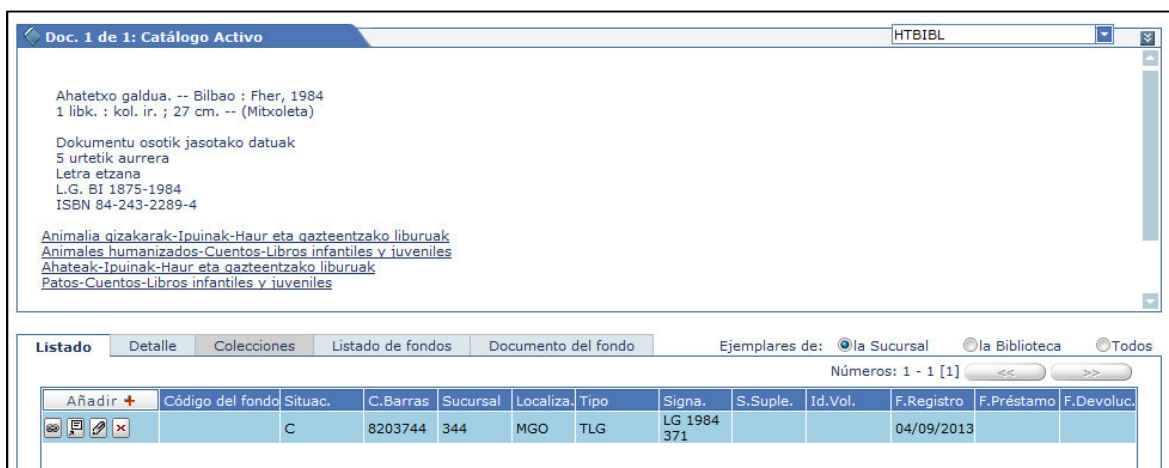 Doc. 1 de 1: Catálogo Activo
HTBIBL
Ahatetxo galdua. -- Bilbao : Fher, 1984
1 libk. : kol. ir. ; 27 cm. -- (Mitxoleta)
Dokumentu osotik jasotako datuak
5 urtetik aurrera
Letra etzana
L.G. BI 1875-1984
ISBN 84-243-2289-4
Animalia gizakarak-Ipuinak-Haur eta gazteentzako liburuak
Animales humanizados-Cuentos-Libros infantiles y juveniles
Ahateak-Ipuinak-Haur eta gazteentzako liburuak
Patos-Cuentos-Libros infantiles y juveniles
Listado Detalle Colecciones Listado de fondos Documento del fondo Ejemplares de: la Sucursal la Biblioteca Todos
Números: 1 - 1 [1] << >>
Añadir + Código del fondo Situac. C.Barras Sucursal Localiza. Tipo Signa. S.Suple. Id.Vol. F.Registro F.Préstamo F.Devoluc.
C 8203744 344 MGO TLG LG 1984 04/09/2013
371